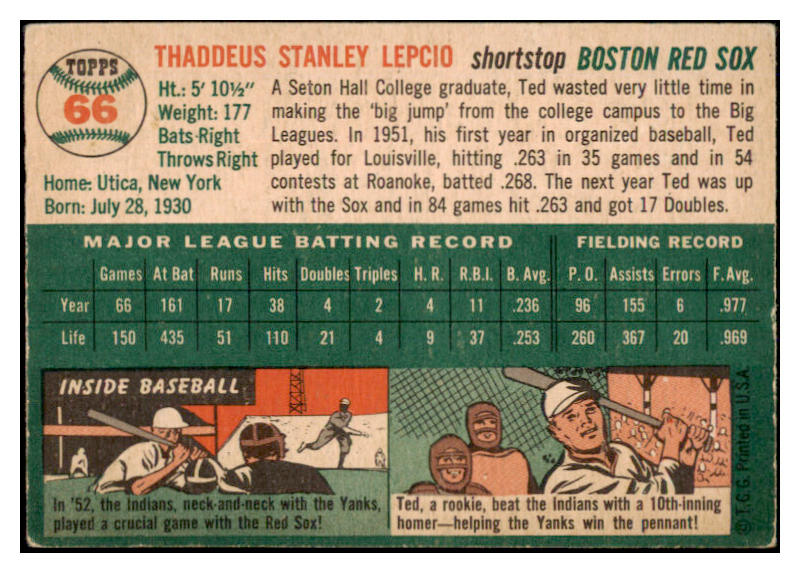 TOPPS
66
THADDEUS STANLEY LEPCIO shortstop BOSTON RED SOX
Ht.: 5' 10½"
Weight: 177
Bats-Right
Throws Right
Home: Utica, New York
Born: July 28, 1930
A Seton Hall College graduate, Ted wasted very little time in
making the 'big jump' from the college campus to the Big
Leagues. In 1951, his first year in organized baseball, Ted
played for Louisville, hitting .263 in 35 games and in 54
contests at Roanoke, batted .268. The next year Ted was up
with the Sox and in 84 games hit .263 and got 17 Doubles.
MAJOR LEAGUE BATTING RECORD FIELDING RECORD
Games At Bat Runs Hits Doubles Triples H. R. R.B.I. B. Avg. P. O. Assists Errors F. Avg.
Year 66 161 17 38 4 2 4 11 .236 96 155 6 .977
Life 150 435 51 110 21 4 9 37 .253 260 367 20 .969
INSIDE BASEBALL
In '52, the Indians, neck-and-neck with the Yanks,
played a crucial game with the Red Sox!
Ted, a rookie, beat the Indians with a 10th-inning
homer—helping the Yanks win the pennant!
© T.C.G. Printed in U.S.A.